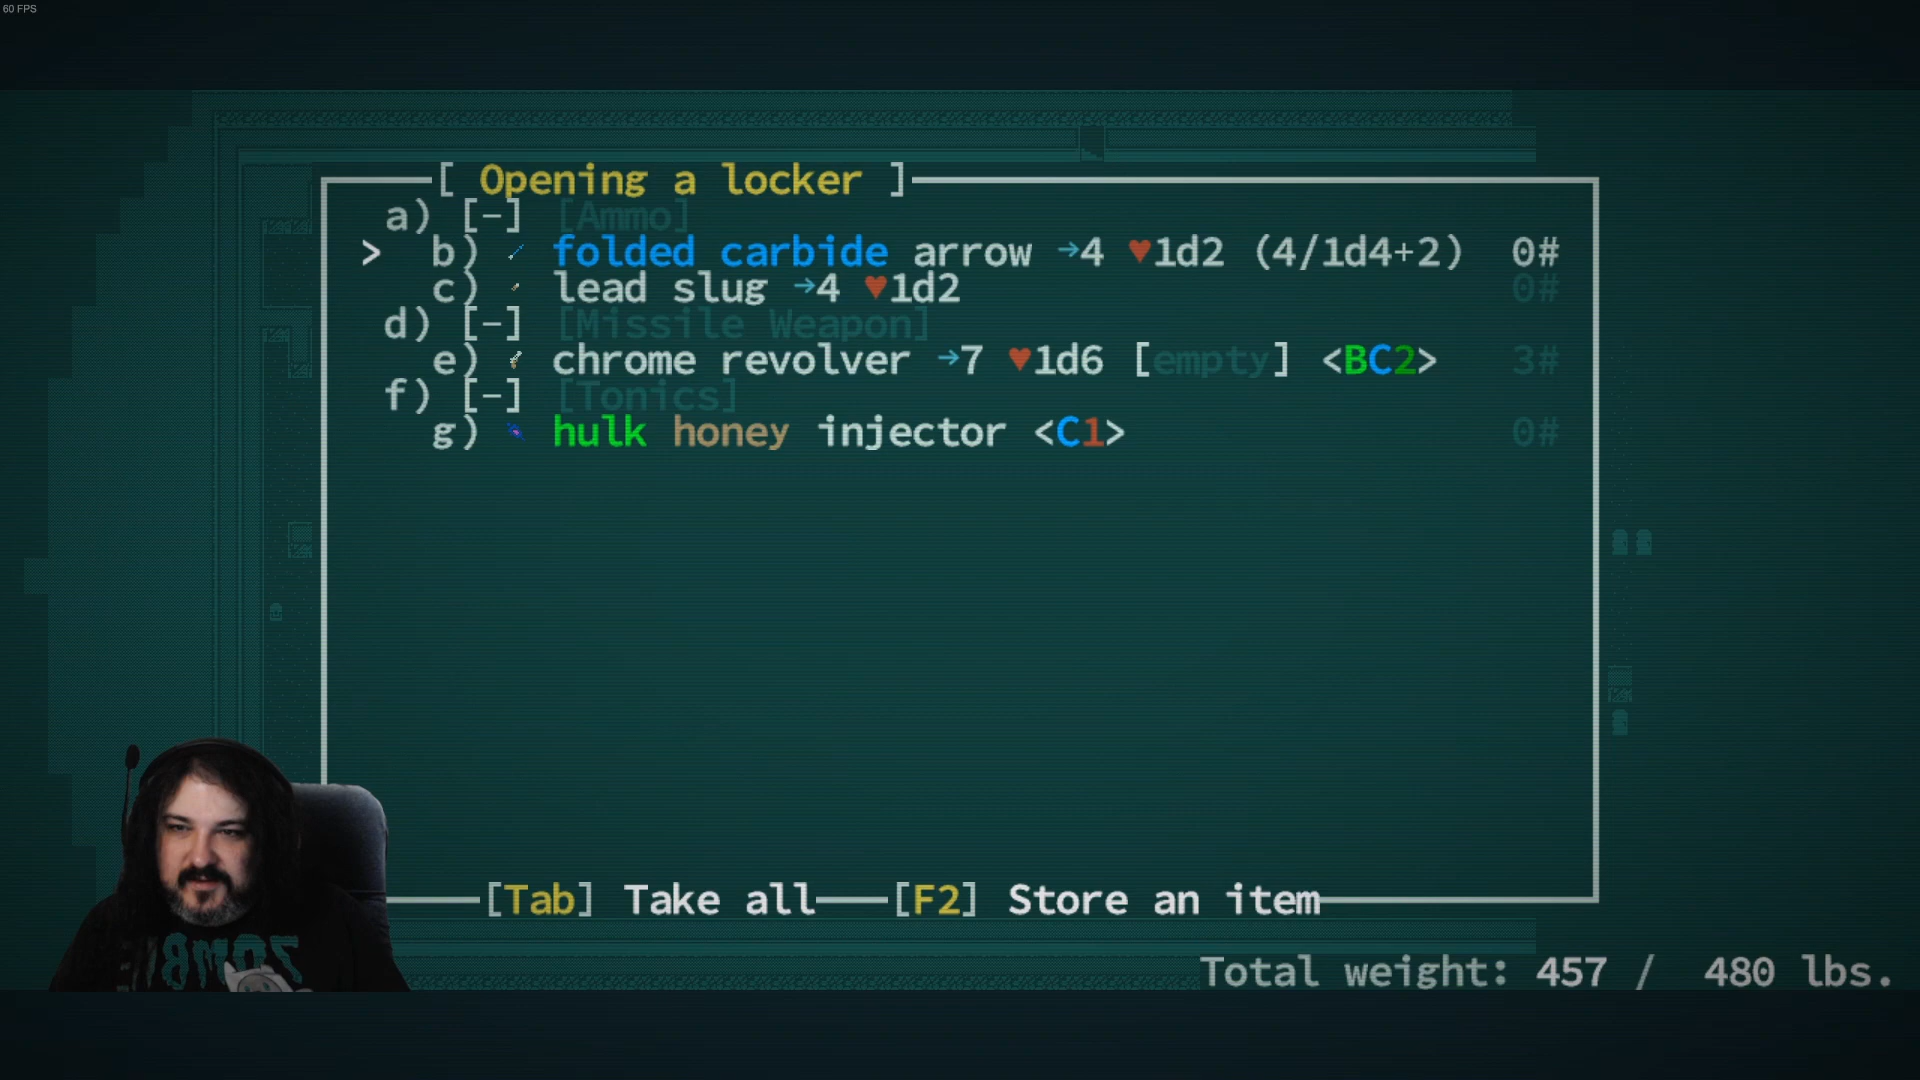 60 FPS
[ Opening a locker ]
a) [-] [Ammo]
> b) folded carbide arrow →4 ♥1d2 (4/1d4+2) 0#
c) lead slug →4 ♥1d2 0#
d) [-] [Missile Weapon]
e) chrome revolver →7 ♥1d6 [empty] <BC2> 3#
f) [-] [Tonics]
g) hulk honey injector <C1> 0#
[Tab] Take all [F2] Store an item
Total weight: 457 / 480 lbs.